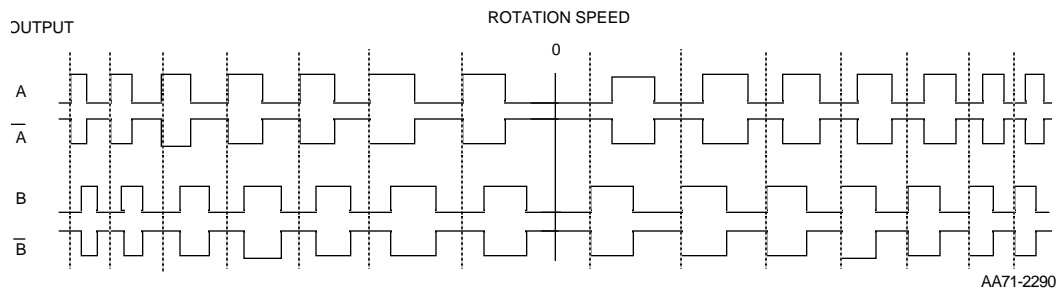 ROTATION SPEED
OUTPUT
0
A
A̅
B
B̅
AA71-2290